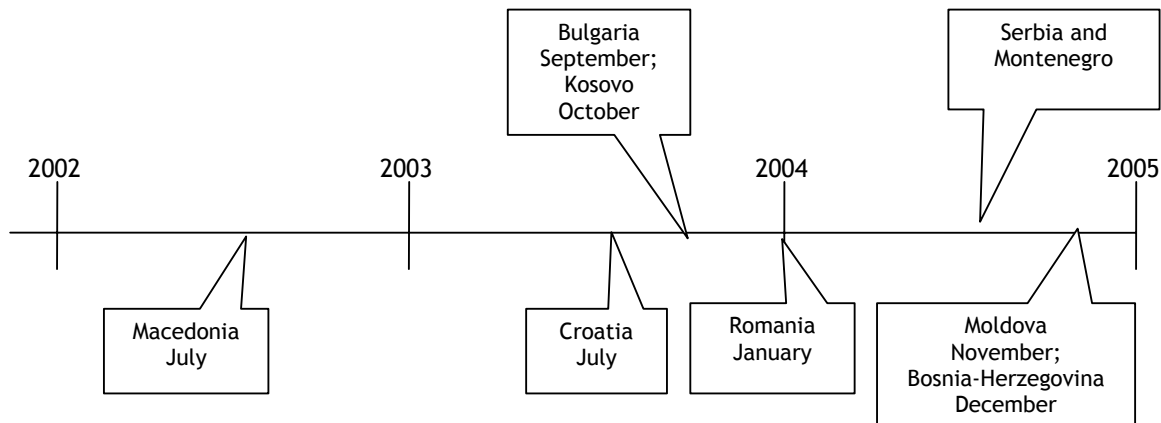 Bulgaria
September;
Kosovo
October
Serbia and
Montenegro
2002
2003
2004
2005
Macedonia
July
Croatia
July
Romania
January
Moldova
November;
Bosnia-Herzegovina
December